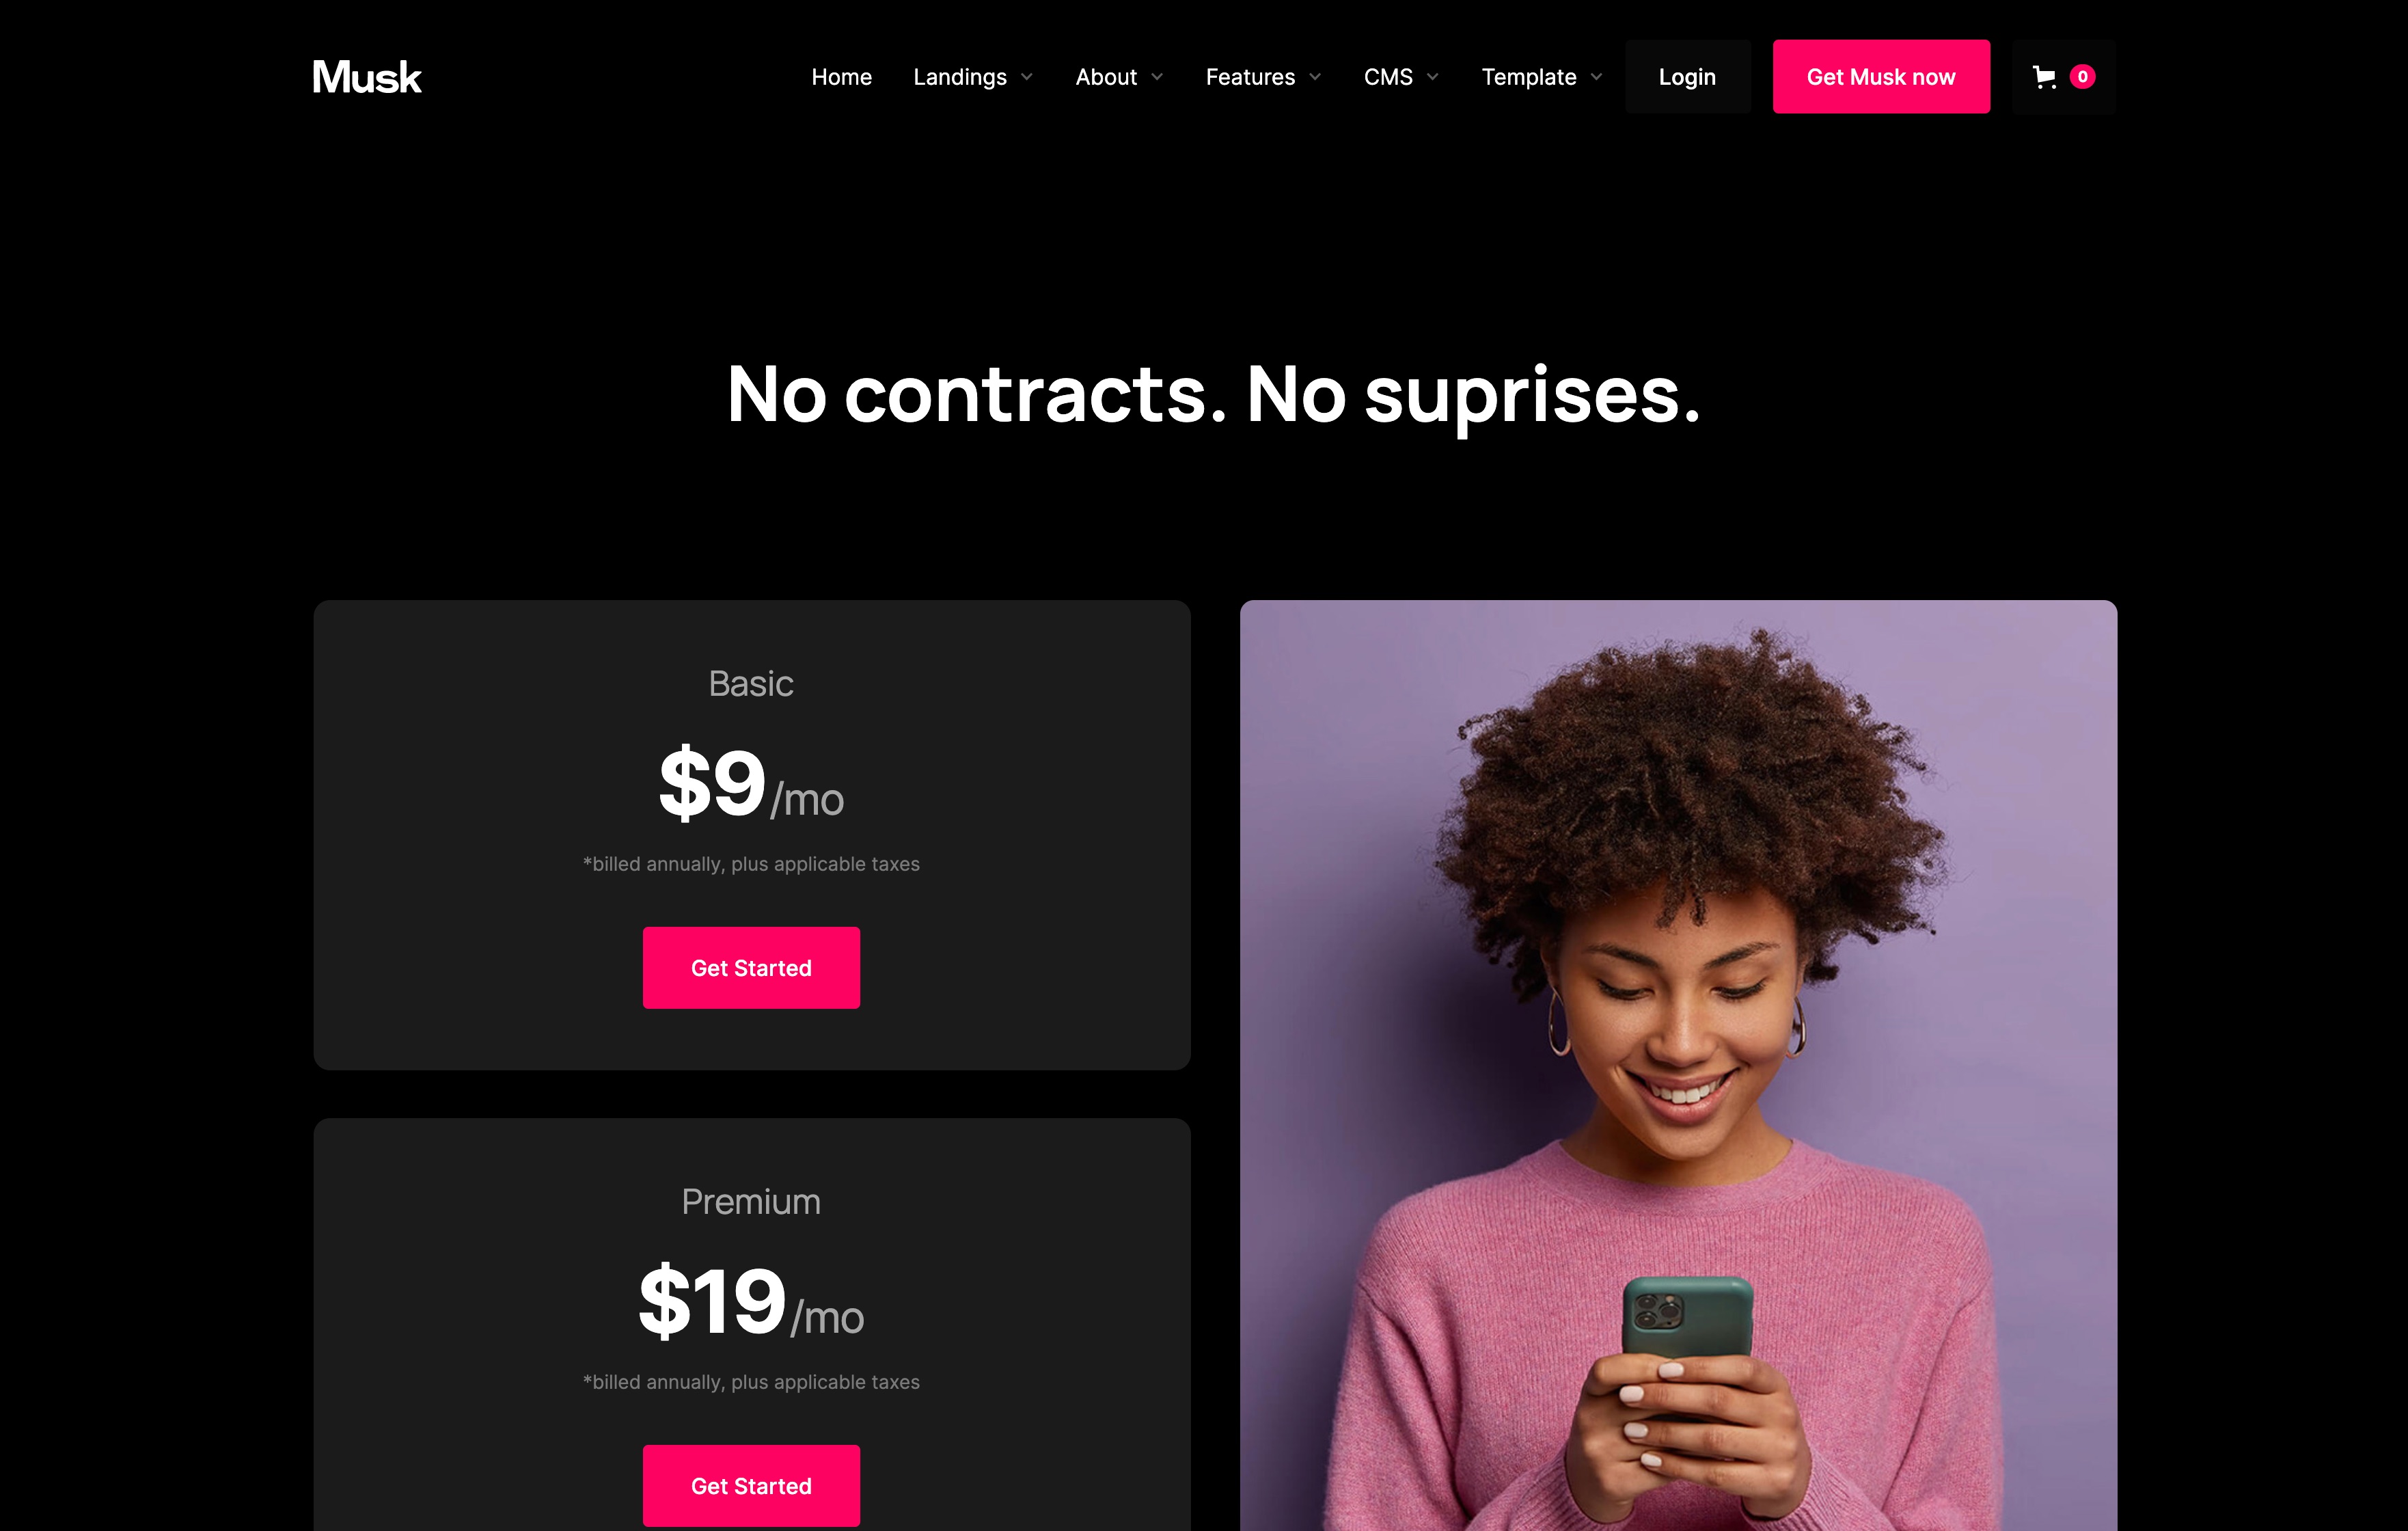 Musk
Home Landings About Features CMS Template Login Get Musk now 0
No contracts. No suprises.
Basic
$9/mo
*billed annually, plus applicable taxes
Get Started
Premium
$19/mo
*billed annually, plus applicable taxes
Get Started